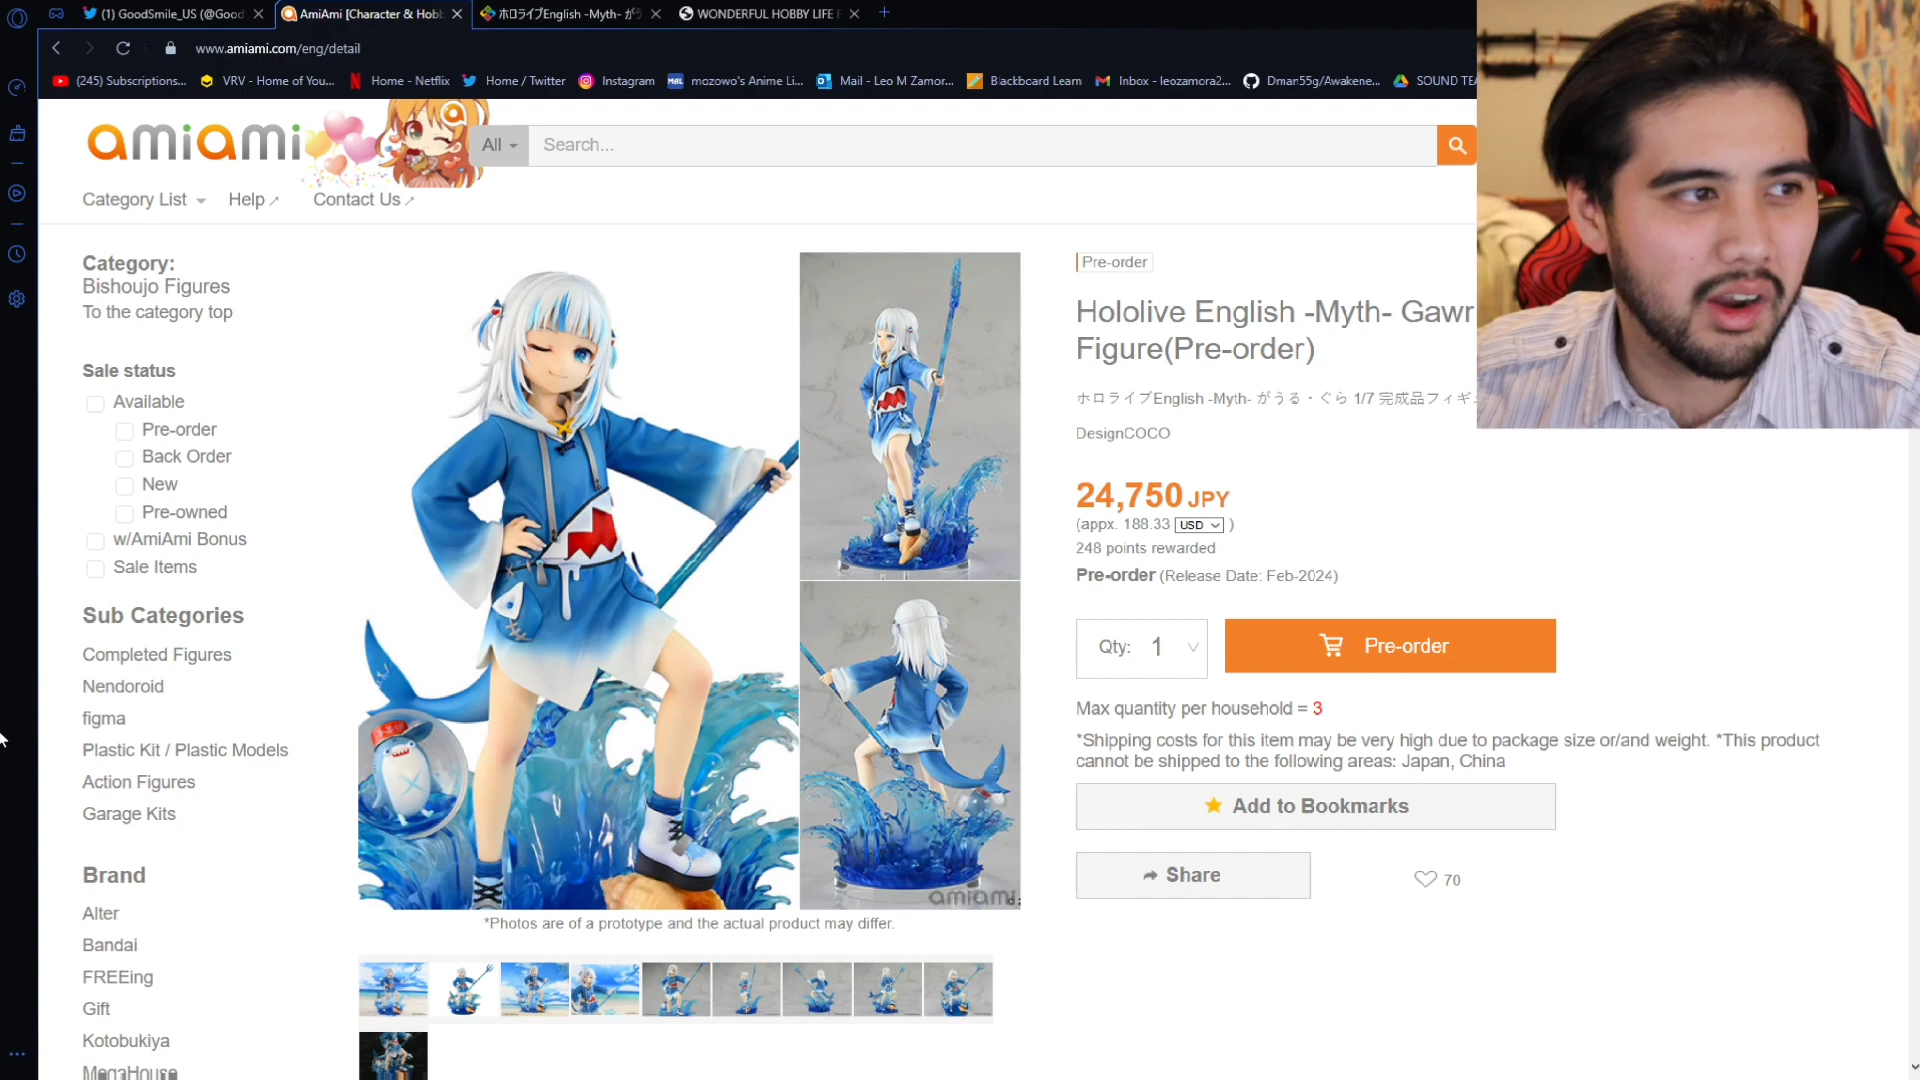 (1) GoodSmile_US (@Good
AmiAmi [Character & Hobb
ホロライブEnglish -Myth- がう
WONDERFUL HOBBY LIFE F
www.amiami.com/eng/detail
(245) Subscriptions...
VRV - Home of You...
Home - Netflix
Home / Twitter
Instagram
MAL
mozowo's Anime Li...
Mail - Leo M Zamor...
Blackboard Learn
Inbox - leozamora2...
Dman55g/Awakene...
SOUND TEA
amiami
All
Search...
Category List
Help
Contact Us
Category:
Bishoujo Figures
To the category top
Sale status
Available
Pre-order
Back Order
New
Pre-owned
w/AmiAmi Bonus
Sale Items
Sub Categories
Completed Figures
Nendoroid
figma
Plastic Kit / Plastic Models
Action Figures
Garage Kits
Brand
Alter
Bandai
FREEing
Gift
Kotobukiya
MegaHouse
amiami
*Photos are of a prototype and the actual product may differ.
Pre-order
Hololive English -Myth- Gawr
Figure(Pre-order)
ホロライブEnglish -Myth- がうる・ぐら 1/7 完成品フィギュ
DesignCOCO
24,750 JPY
(appx. 188.33 USD )
248 points rewarded
Pre-order (Release Date: Feb-2024)
Qty: 1
Pre-order
Max quantity per household = 3
*Shipping costs for this item may be very high due to package size or/and weight. *This product
cannot be shipped to the following areas: Japan, China
Add to Bookmarks
Share
70